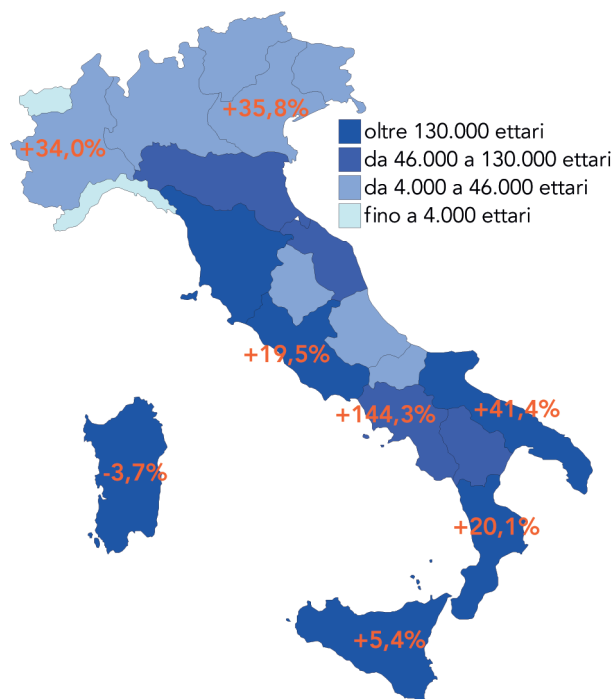 +35,8%
+34,0%
oltre 130.000 ettari
da 46.000 a 130.000 ettari
da 4.000 a 46.000 ettari
fino a 4.000 ettari
+19,5%
+144,3%
+41,4%
-3,7%
+20,1%
+5,4%